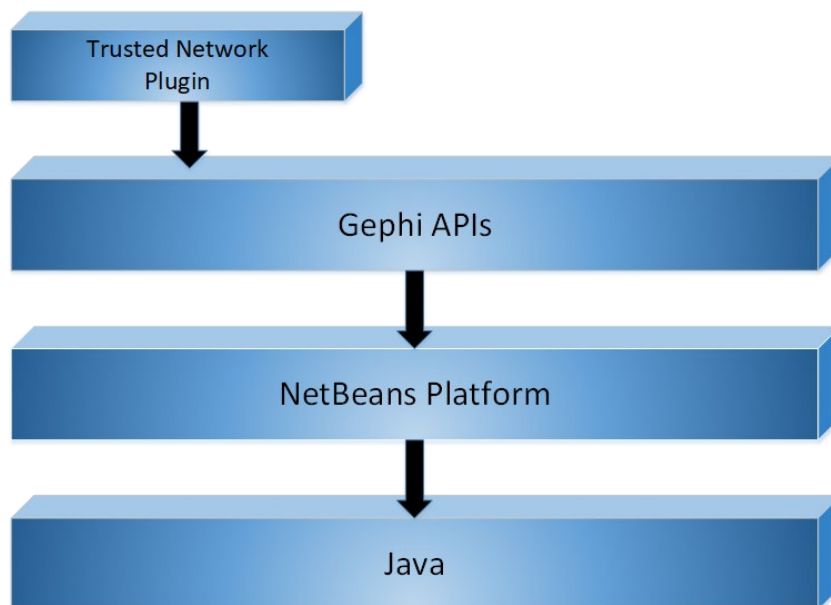 Trusted Network
Plugin
Gephi APIs
NetBeans Platform
Java